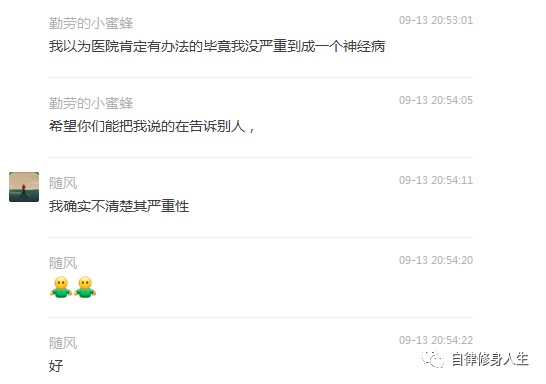 勤劳的小蜜蜂 09-13 20:53:01
我以为医院肯定有办法的毕竟我没严重到成一个神经病
勤劳的小蜜蜂 09-13 20:54:05
希望你们能把我说的在告诉别人，
随风 09-13 20:54:11
我确实不清楚其严重性
随风 09-13 20:54:20
随风 09-13 20:54:22
好
自律修身人生